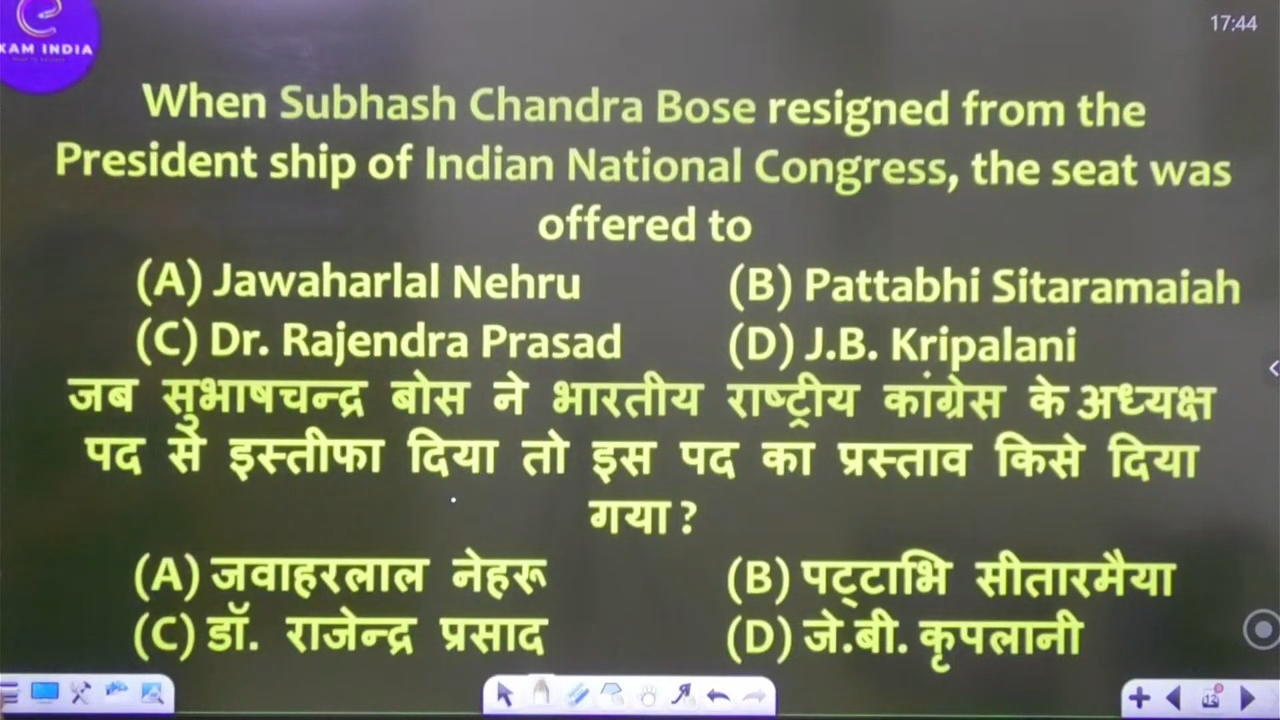 17:44
XAM INDIA
When Subhash Chandra Bose resigned from the
President ship of Indian National Congress, the seat was
offered to
(A) Jawaharlal Nehru (B) Pattabhi Sitaramaiah
(C) Dr. Rajendra Prasad (D) J.B. Kripalani
जब सुभाषचन्द्र बोस ने भारतीय राष्ट्रीय कांग्रेस के अध्यक्ष
पद से इस्तीफा दिया तो इस पद का प्रस्ताव किसे दिया
गया ?
(A) जवाहरलाल नेहरू (B) पट्टाभि सीतारमैया
(C) डॉ. राजेन्द्र प्रसाद (D) जे.बी. कृपलानी
12